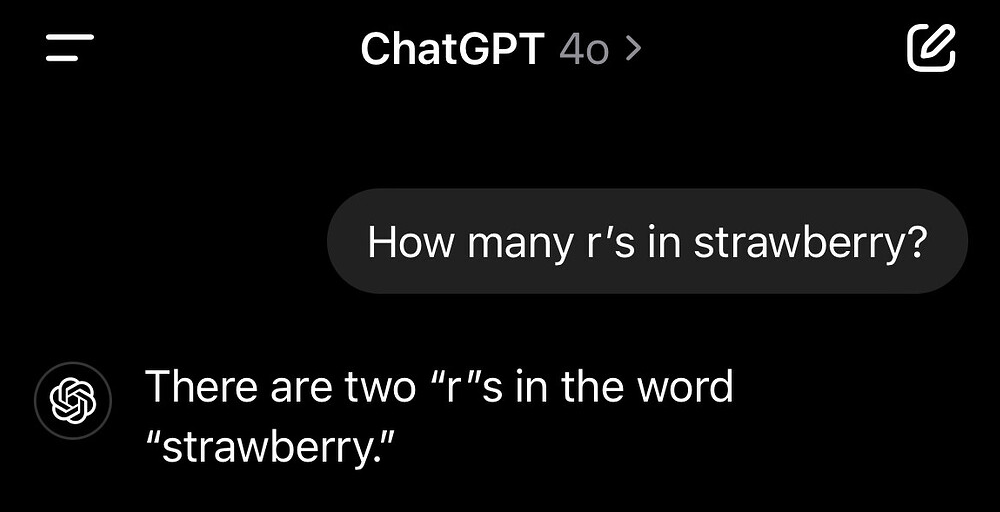 ChatGPT 4o >
How many r’s in strawberry?
There are two “r”s in the word
“strawberry.”